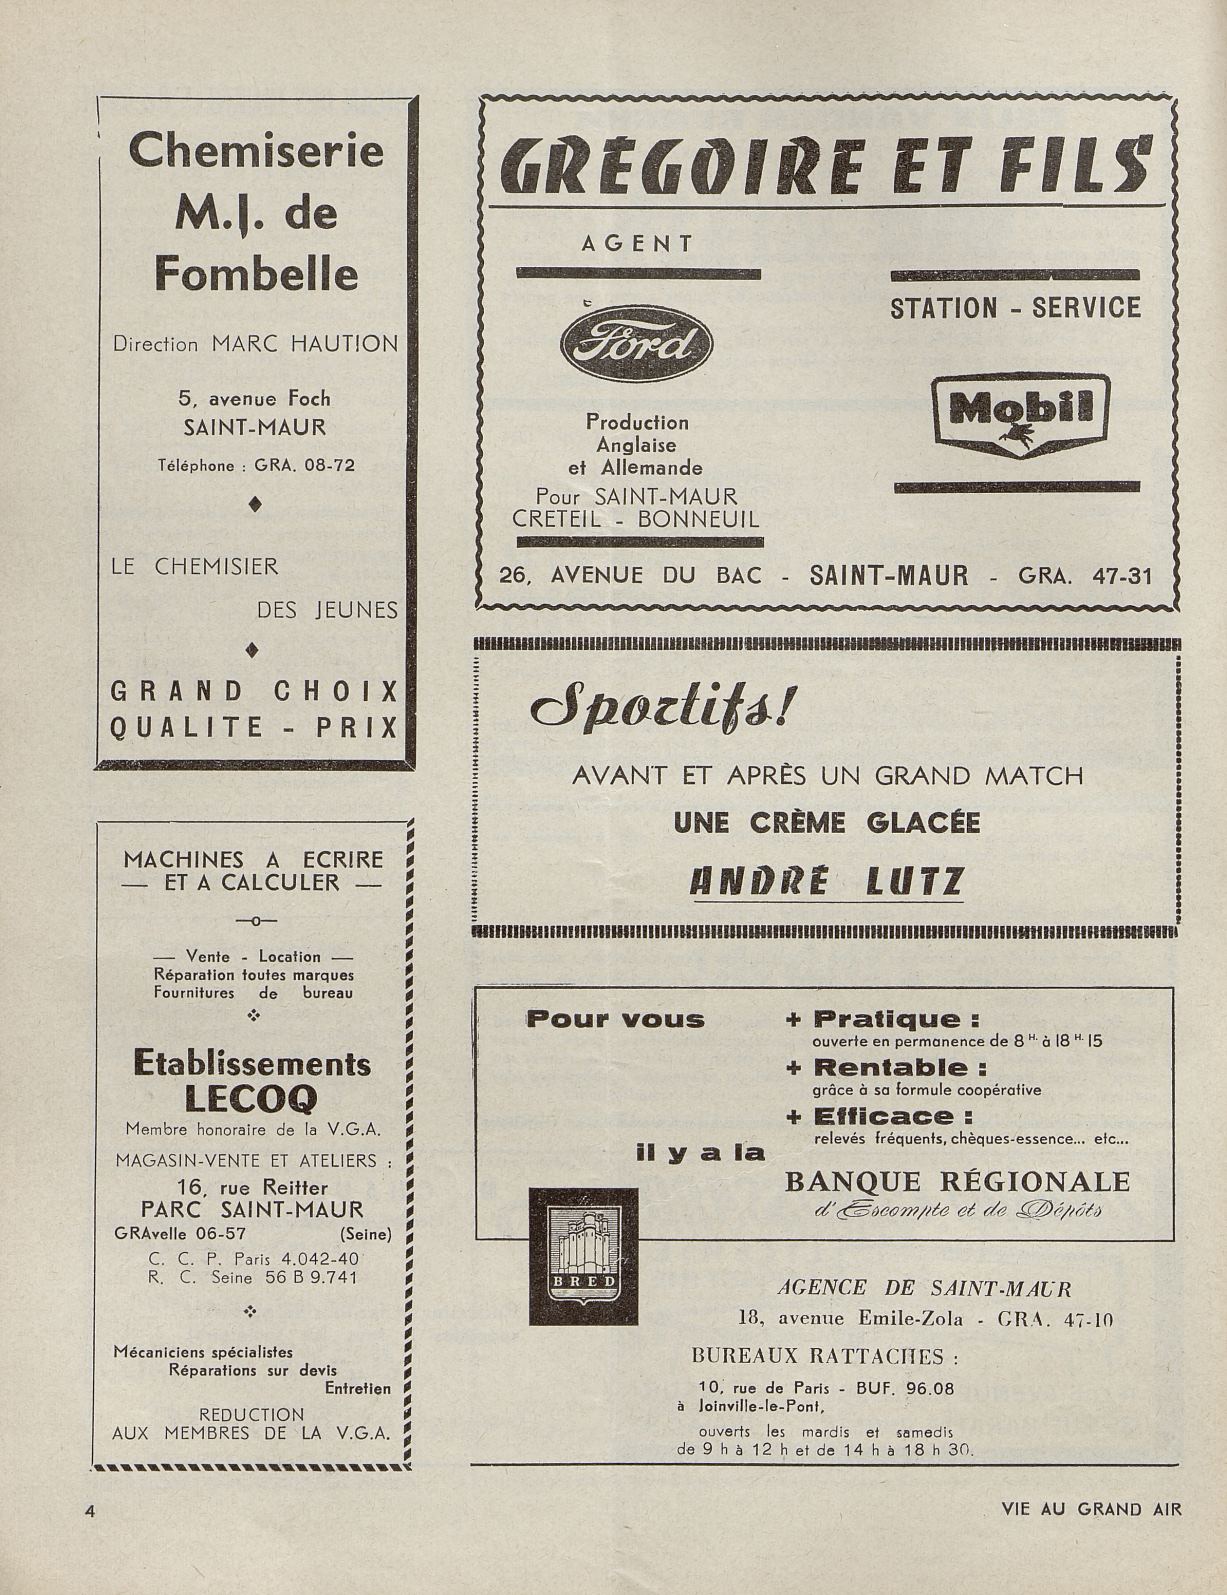 Chemiserie
M.J. de
Fombelle
Direction MARC HAUTION
5, avenue Foch
SAINT-MAUR
Téléphone : GRA. 08-72
LE CHEMISIER
DES JEUNES
GRAND CHOIX
QUALITE - PRIX
MACHINES A ECRIRE
— ET A CALCULER —
— Vente - Location —
Réparation toutes marques
Fournitures de bureau
Etablissements
LECOQ
Membre honoraire de la V.G.A.
MAGASIN-VENTE ET ATELIERS :
16, rue Reitter
PARC SAINT-MAUR
GRAvelle 06-57 (Seine)
C. C. P. Paris 4.042-40
R. C. Seine 56 B 9.741
Mécaniciens spécialistes
Réparations sur devis
Entretien
REDUCTION
AUX MEMBRES DE LA V.G.A.
GRÉGOIRE ET FILS
AGENT
Ford
Production
Anglaise
et Allemande
Pour SAINT-MAUR
CRETEIL - BONNEUIL
STATION - SERVICE
Mobil
26, AVENUE DU BAC - SAINT-MAUR - GRA. 47-31
Sportifs!
AVANT ET APRÈS UN GRAND MATCH
UNE CRÈME GLACÉE
ANDRÉ LUTZ
Pour vous
+ Pratique :
ouverte en permanence de 8 H. à 18 H. 15
+ Rentable :
grâce à sa formule coopérative
+ Efficace :
relevés fréquents, chèques-essence... etc...
il y a la
BANQUE RÉGIONALE
d'Escompte et de Dépôts
BRED
AGENCE DE SAINT-MAUR
18, avenue Emile-Zola - GRA. 47-10
BUREAUX RATTACHES :
10, rue de Paris - BUF. 96.08
à Joinville-le-Pont,
ouverts les mardis et samedis
de 9 h à 12 h et de 14 h à 18 h 30.
4
VIE AU GRAND AIR